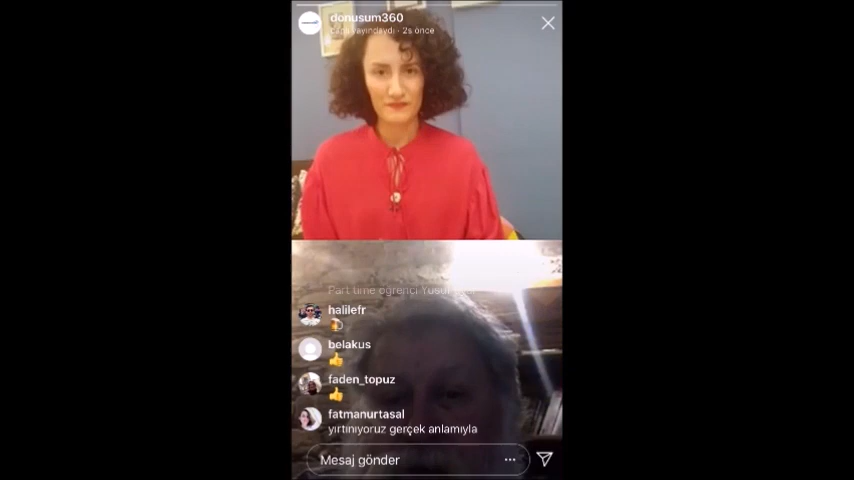 donusum360
canlı yayındaydı · 2s önce
Part time öğrenci Yusuf
halilefr
belakus
faden_topuz
fatmanurtasal
yırtınıyoruz gerçek anlamıyla
Mesaj gönder